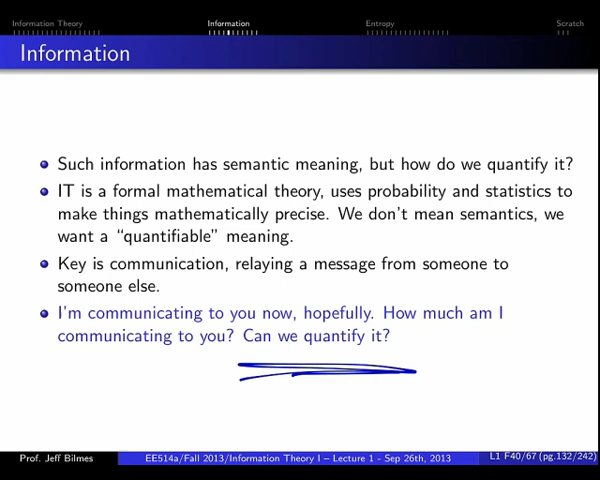 Information Theory Information Entropy Scratch
Information
Such information has semantic meaning, but how do we quantify it?
IT is a formal mathematical theory, uses probability and statistics to
make things mathematically precise. We don't mean semantics, we
want a “quantifiable” meaning.
Key is communication, relaying a message from someone to
someone else.
I'm communicating to you now, hopefully. How much am I
communicating to you? Can we quantify it?
Prof. Jeff Bilmes EE514a/Fall 2013/Information Theory I – Lecture 1 - Sep 26th, 2013 L1 F40/67 (pg.132/242)